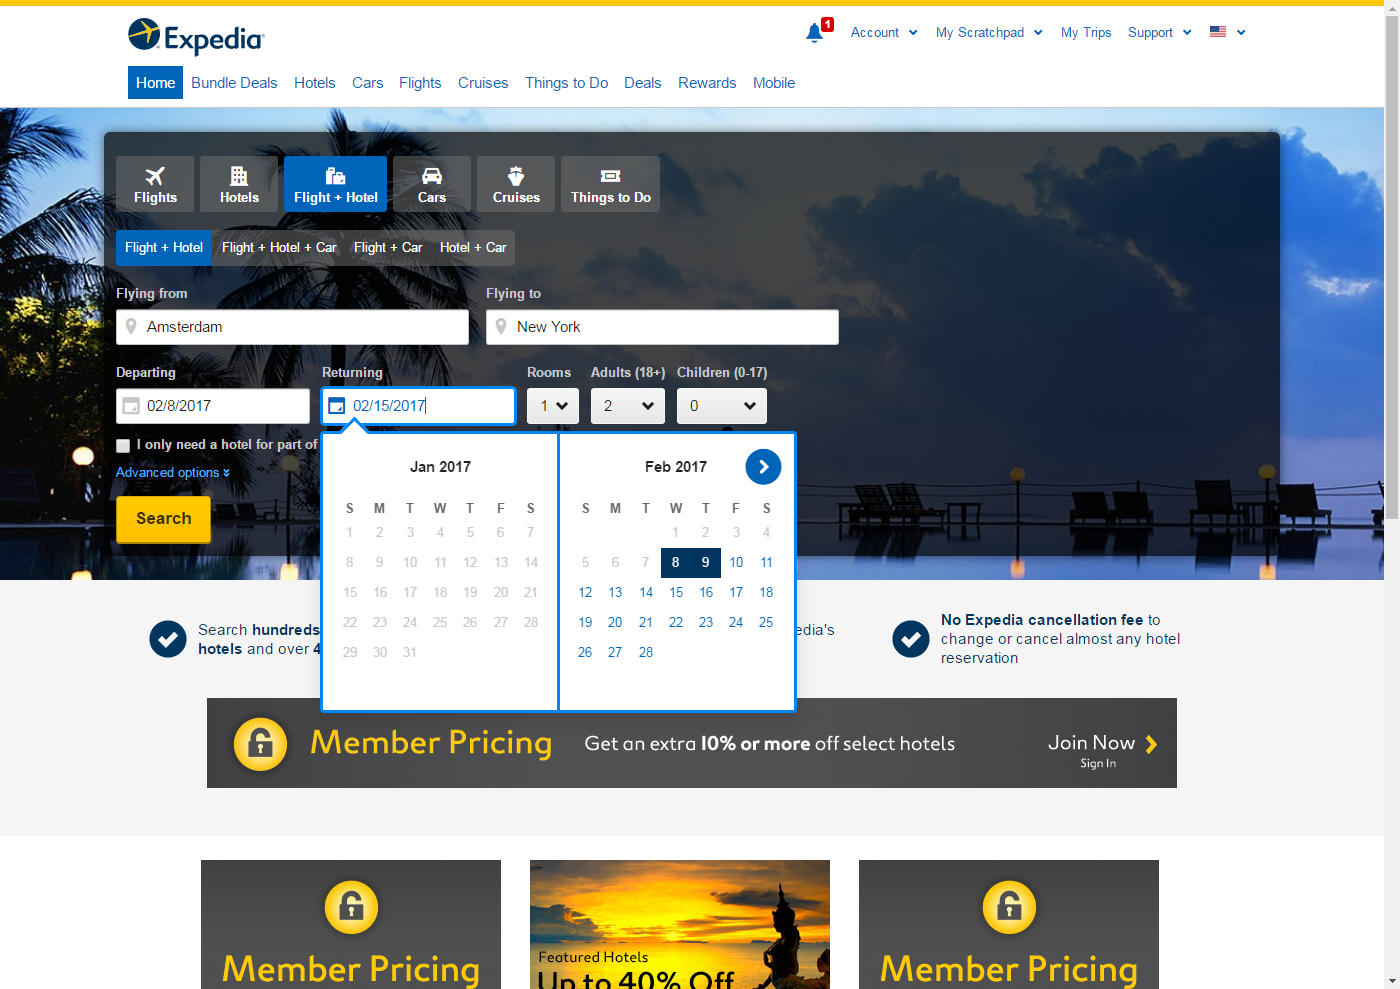 Expedia
1
Account
My Scratchpad
My Trips
Support
Home
Bundle Deals
Hotels
Cars
Flights
Cruises
Things to Do
Deals
Rewards
Mobile
Flights
Hotels
Flight + Hotel
Cars
Cruises
Things to Do
Flight + Hotel
Flight + Hotel + Car
Flight + Car
Hotel + Car
Flying from
Flying to
Amsterdam
New York
Departing
Returning
Rooms
Adults (18+)
Children (0-17)
02/8/2017
02/15/2017
1
2
0
I only need a hotel for part of
Advanced options
Search
Jan 2017
S M T W T F S
1 2 3 4 5 6 7
8 9 10 11 12 13 14
15 16 17 18 19 20 21
22 23 24 25 26 27 28
29 30 31
Feb 2017
S M T W T F S
1 2 3 4
5 6 7 8 9 10 11
12 13 14 15 16 17 18
19 20 21 22 23 24 25
26 27 28
Search hundreds
hotels and over 4
edia's
No Expedia cancellation fee to
change or cancel almost any hotel
reservation
Member Pricing
Get an extra 10% or more off select hotels
Join Now
Sign In
Member Pricing
Featured Hotels
Up to 40% Off
Member Pricing